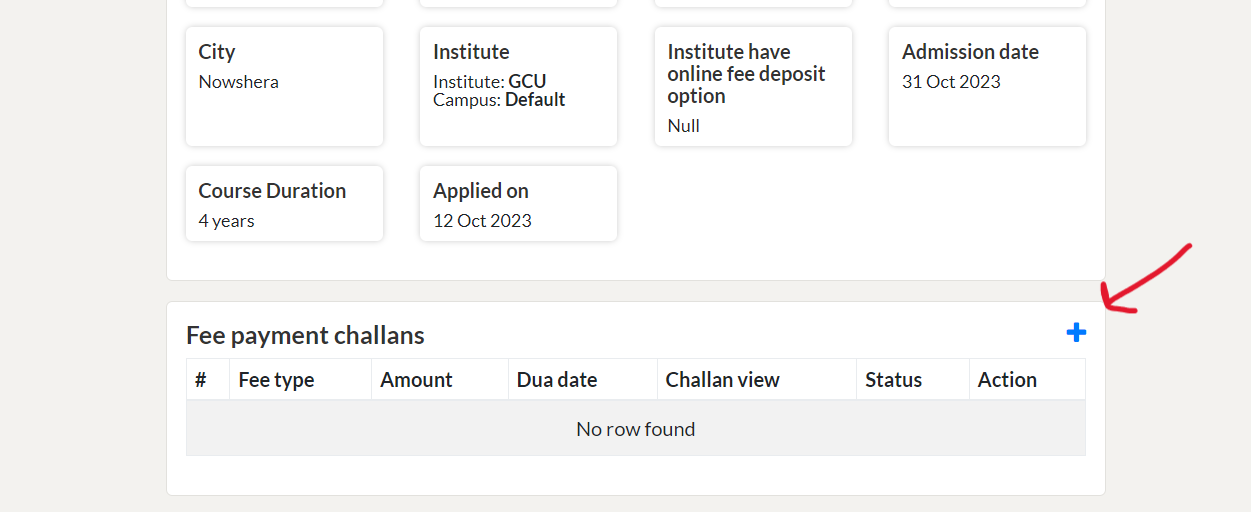 City
Nowshera
Institute
Institute: GCU
Campus: Default
Institute have
online fee deposit
option
Null
Admission date
31 Oct 2023
Course Duration
4 years
Applied on
12 Oct 2023
Fee payment challans
# Fee type Amount Dua date Challan view Status Action
No row found